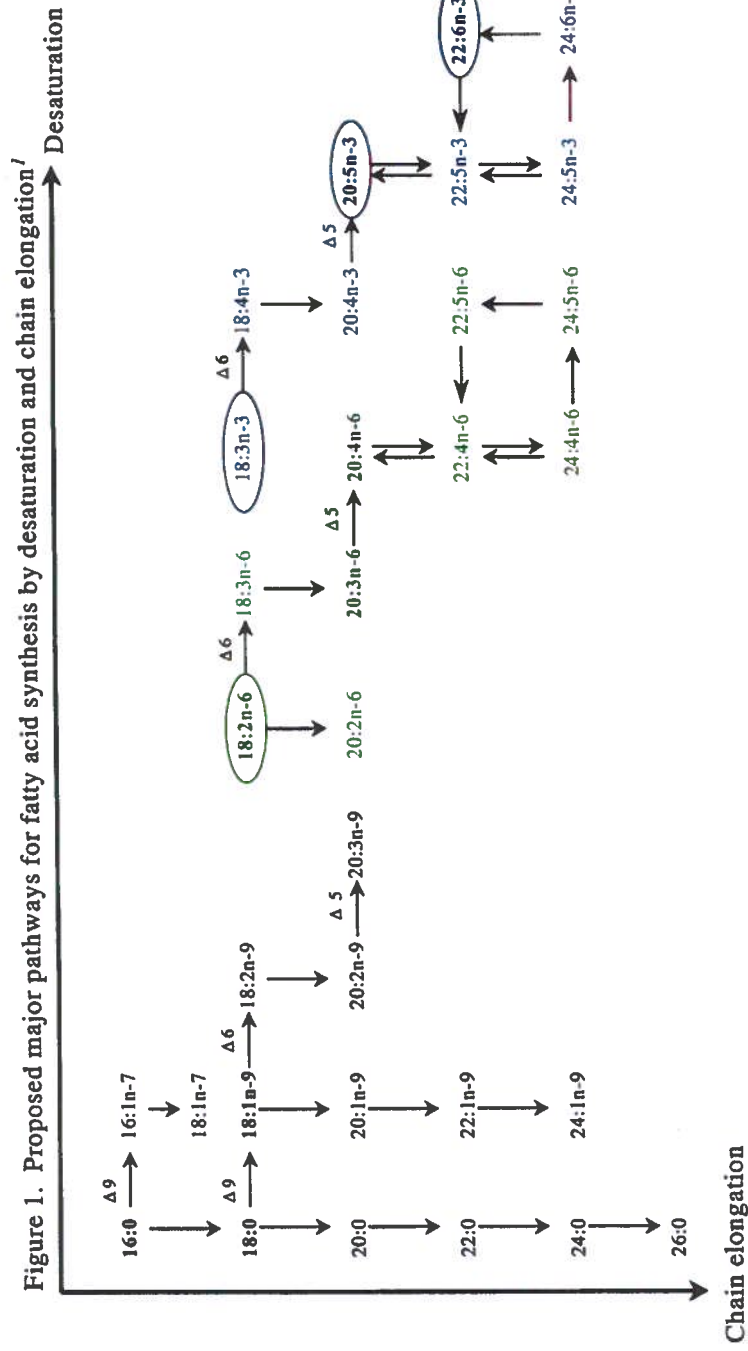 Figure 1. Proposed major pathways for fatty acid synthesis by desaturation and chain elongation1
Desaturation
Δ9 Δ6 Δ6
16:0 16:1n-7
18:1n-7
Δ9 Δ6 Δ6 Δ6
18:0 18:1n-9 18:2n-9 18:2n-6 18:3n-6 18:3n-3 18:4n-3
Δ5 Δ5 Δ5
20:0 20:1n-9 20:2n-9 20:3n-9 20:2n-6 20:3n-6 20:4n-6 20:4n-3 20:5n-3
22:0 22:1n-9 22:4n-6 22:5n-6 22:5n-3 22:6n-3
24:0 24:1n-9 24:4n-6 24:5n-6 24:5n-3 24:6n-
26:0
Chain elongation